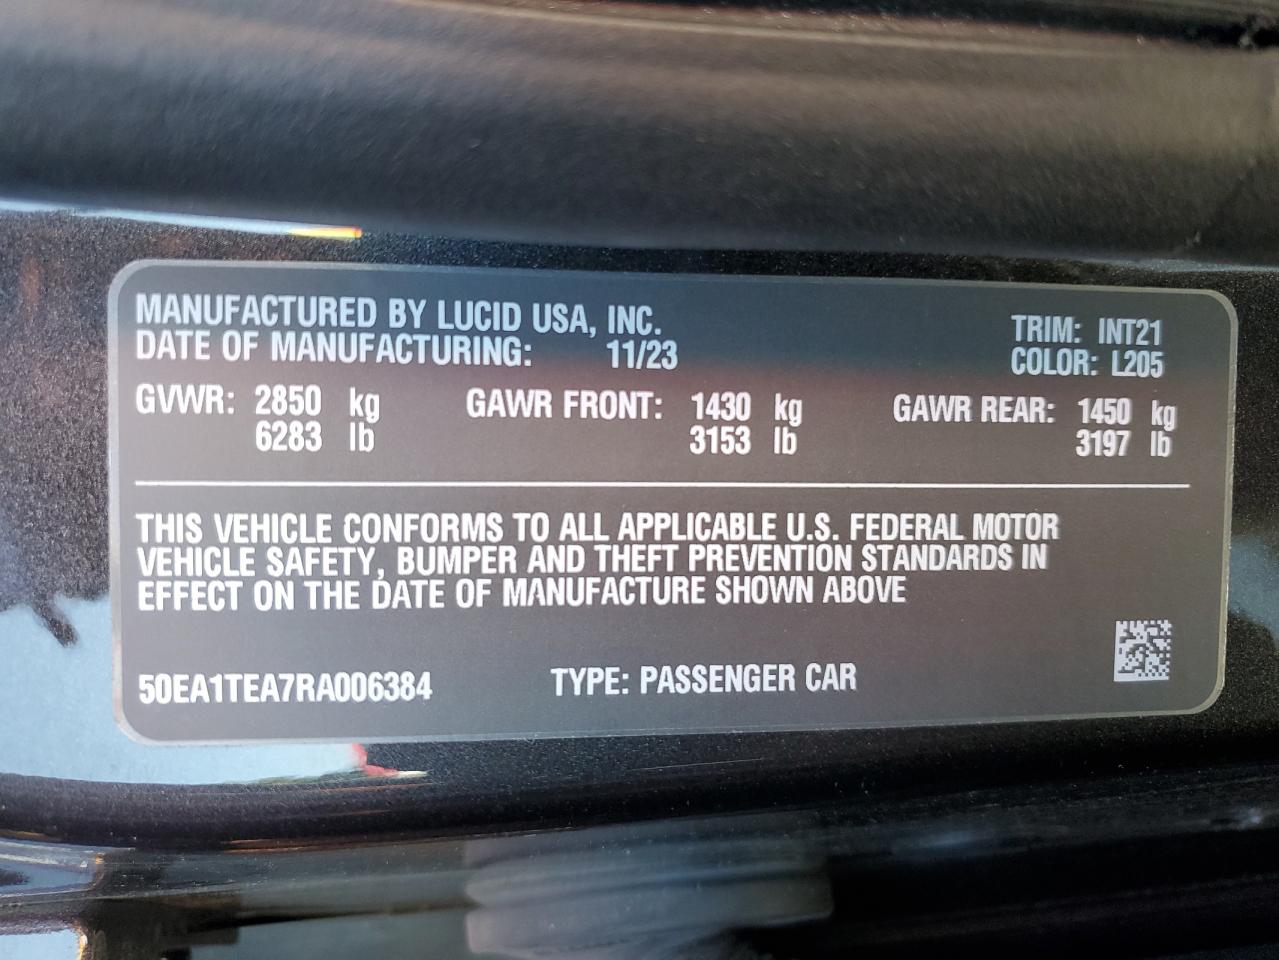 MANUFACTURED BY LUCID USA, INC.
DATE OF MANUFACTURING: 11/23
TRIM: INT21
COLOR: L205
GVWR: 2850 kg GAWR FRONT: 1430 kg GAWR REAR: 1450 kg
6283 lb 3153 lb 3197 lb
THIS VEHICLE CONFORMS TO ALL APPLICABLE U.S. FEDERAL MOTOR
VEHICLE SAFETY, BUMPER AND THEFT PREVENTION STANDARDS IN
EFFECT ON THE DATE OF MANUFACTURE SHOWN ABOVE
50EA1TEA7RA006384 TYPE: PASSENGER CAR